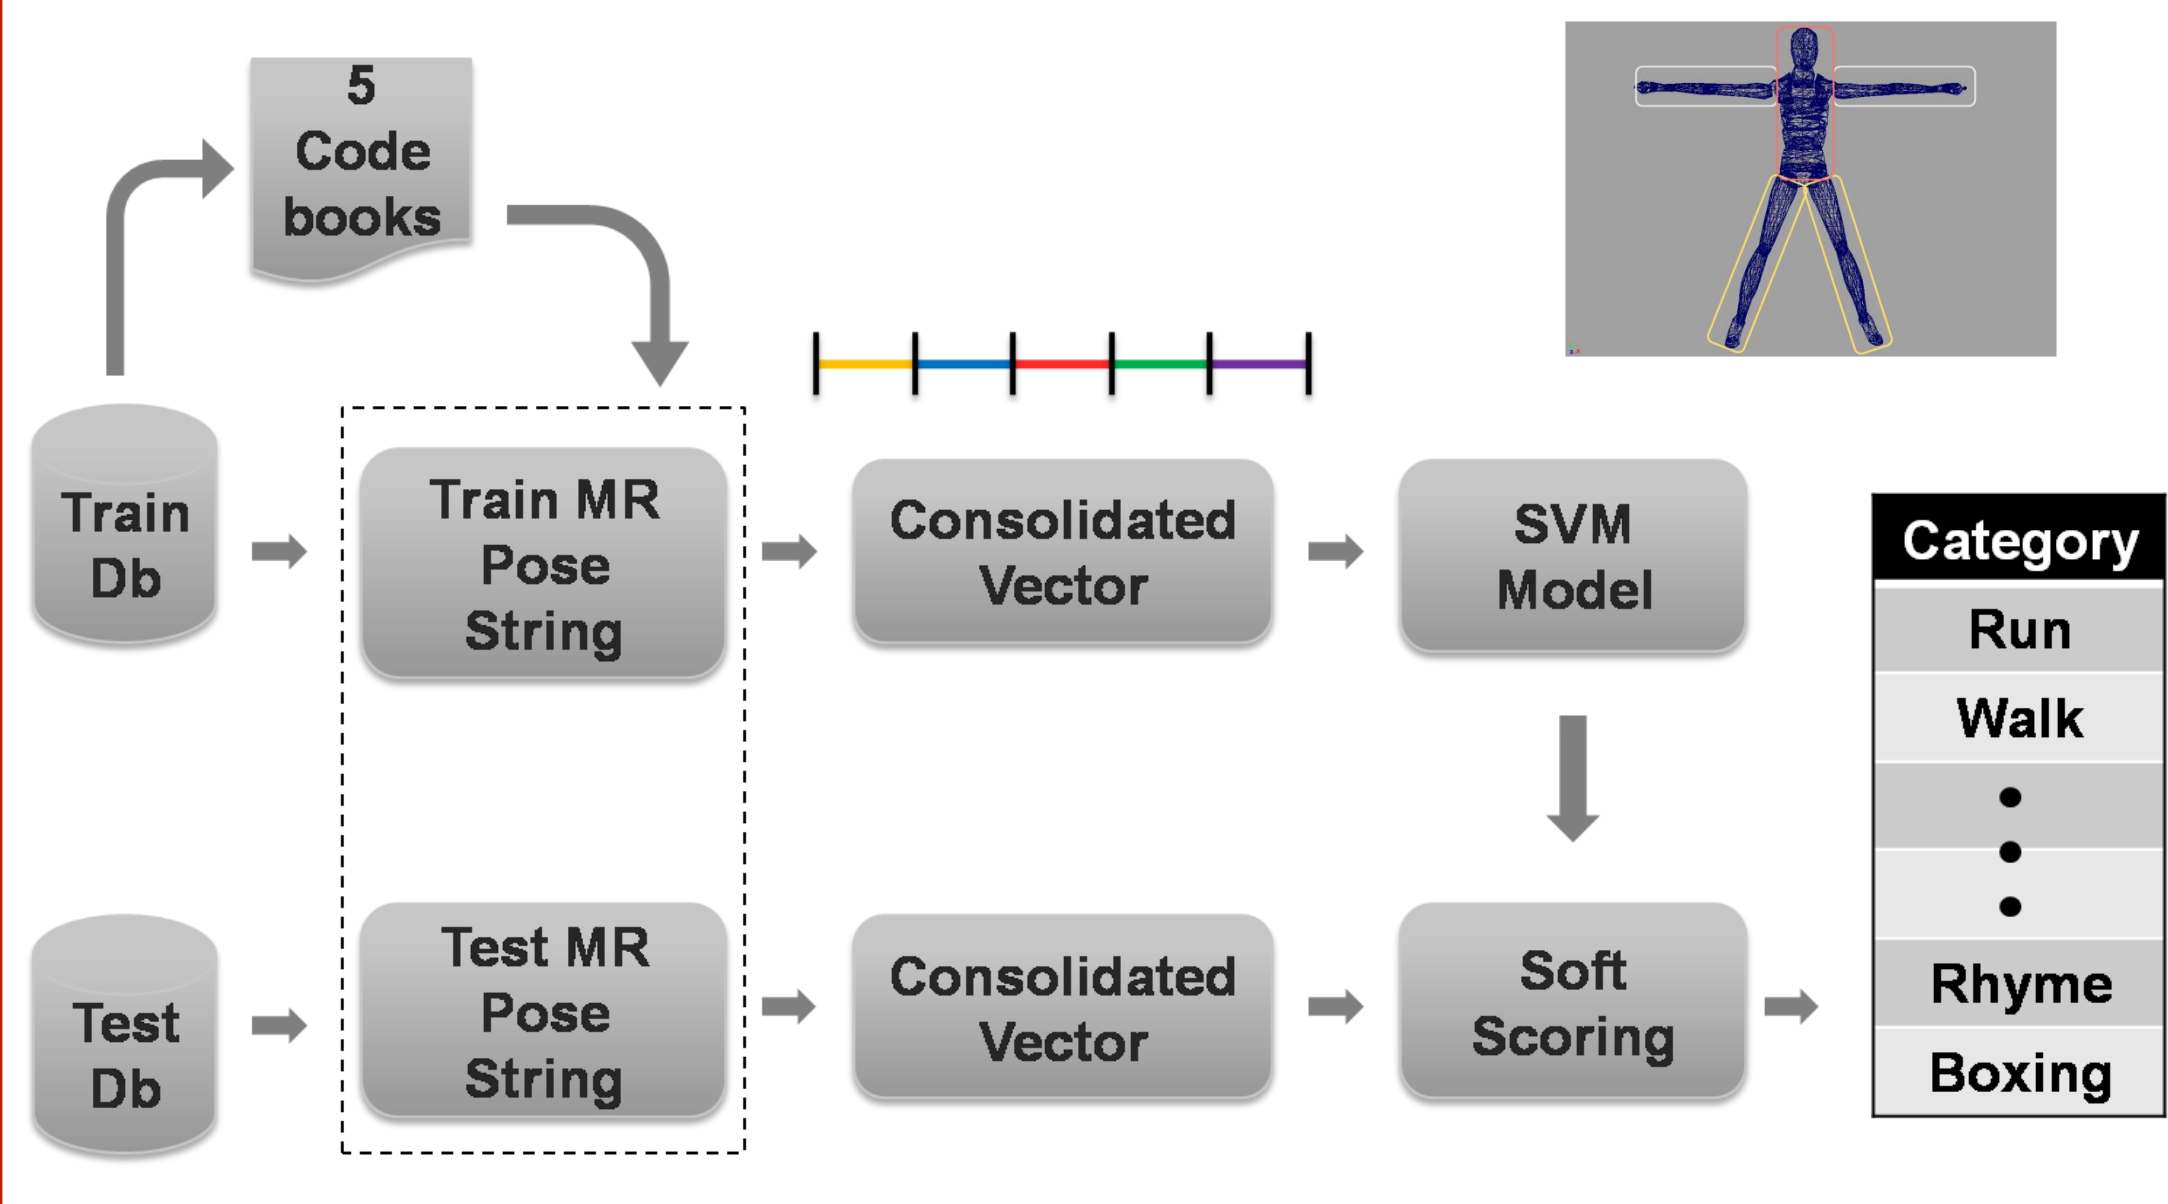 5
Code
books
Train
Db
Train MR
Pose
String
Consolidated
Vector
SVM
Model
Test
Db
Test MR
Pose
String
Consolidated
Vector
Soft
Scoring
Category
Run
Walk
Rhyme
Boxing